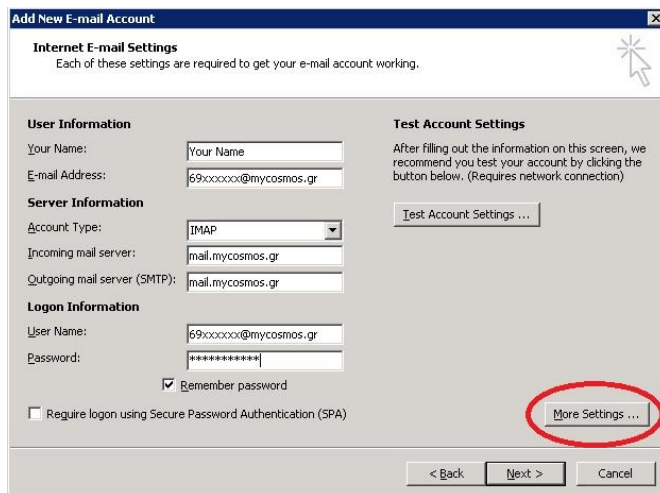 Add New E-mail Account
Internet E-mail Settings
Each of these settings are required to get your e-mail account working.
User Information
Your Name:
Your Name
E-mail Address:
69xxxxxx@mycosmos.gr
Server Information
Account Type:
IMAP
Incoming mail server:
mail.mycosmos.gr
Outgoing mail server (SMTP):
mail.mycosmos.gr
Logon Information
User Name:
69xxxxxx@mycosmos.gr
Password:
***********
Remember password
Require logon using Secure Password Authentication (SPA)
Test Account Settings
After filling out the information on this screen, we
recommend you test your account by clicking the
button below. (Requires network connection)
Test Account Settings ...
More Settings ...
< Back
Next >
Cancel